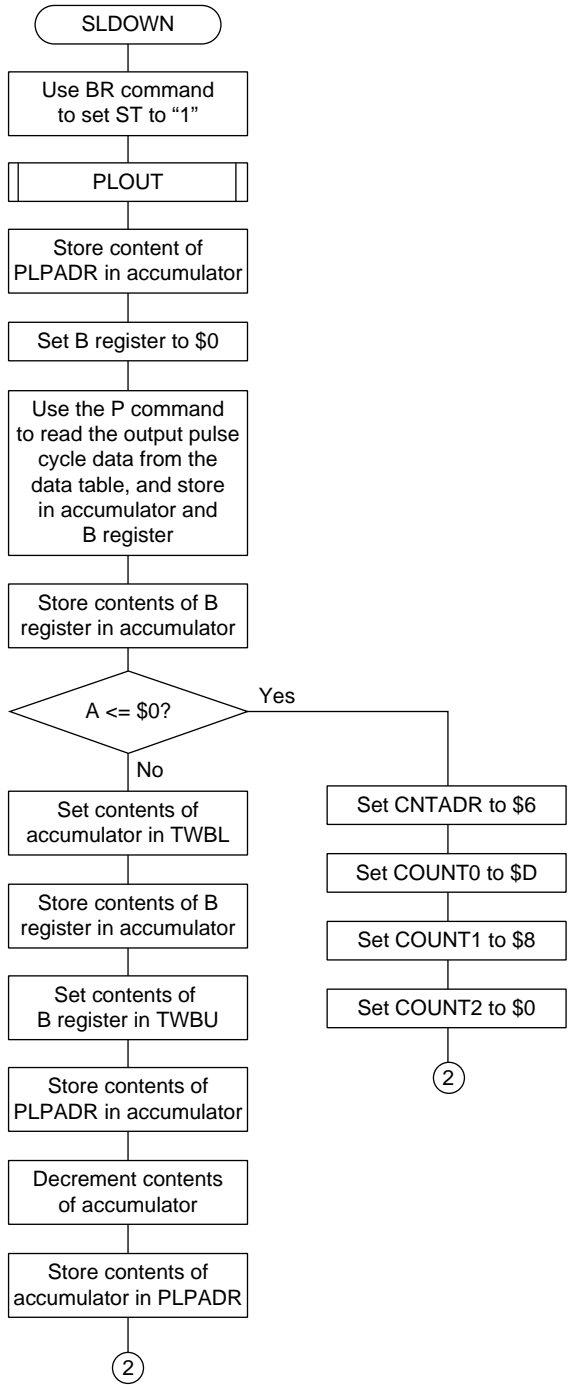 SLDOWN
Use BR command
to set ST to “1”
PLOUT
Store content of
PLPADR in accumulator
Set B register to $0
Use the P command
to read the output pulse
cycle data from the
data table, and store
in accumulator and
B register
Store contents of B
register in accumulator
A <= $0?
Yes
No
Set contents of
accumulator in TWBL
Store contents of B
register in accumulator
Set contents of
B register in TWBU
Store contents of
PLPADR in accumulator
Decrement contents
of accumulator
Store contents of
accumulator in PLPADR
2
Set CNTADR to $6
Set COUNT0 to $D
Set COUNT1 to $8
Set COUNT2 to $0
2